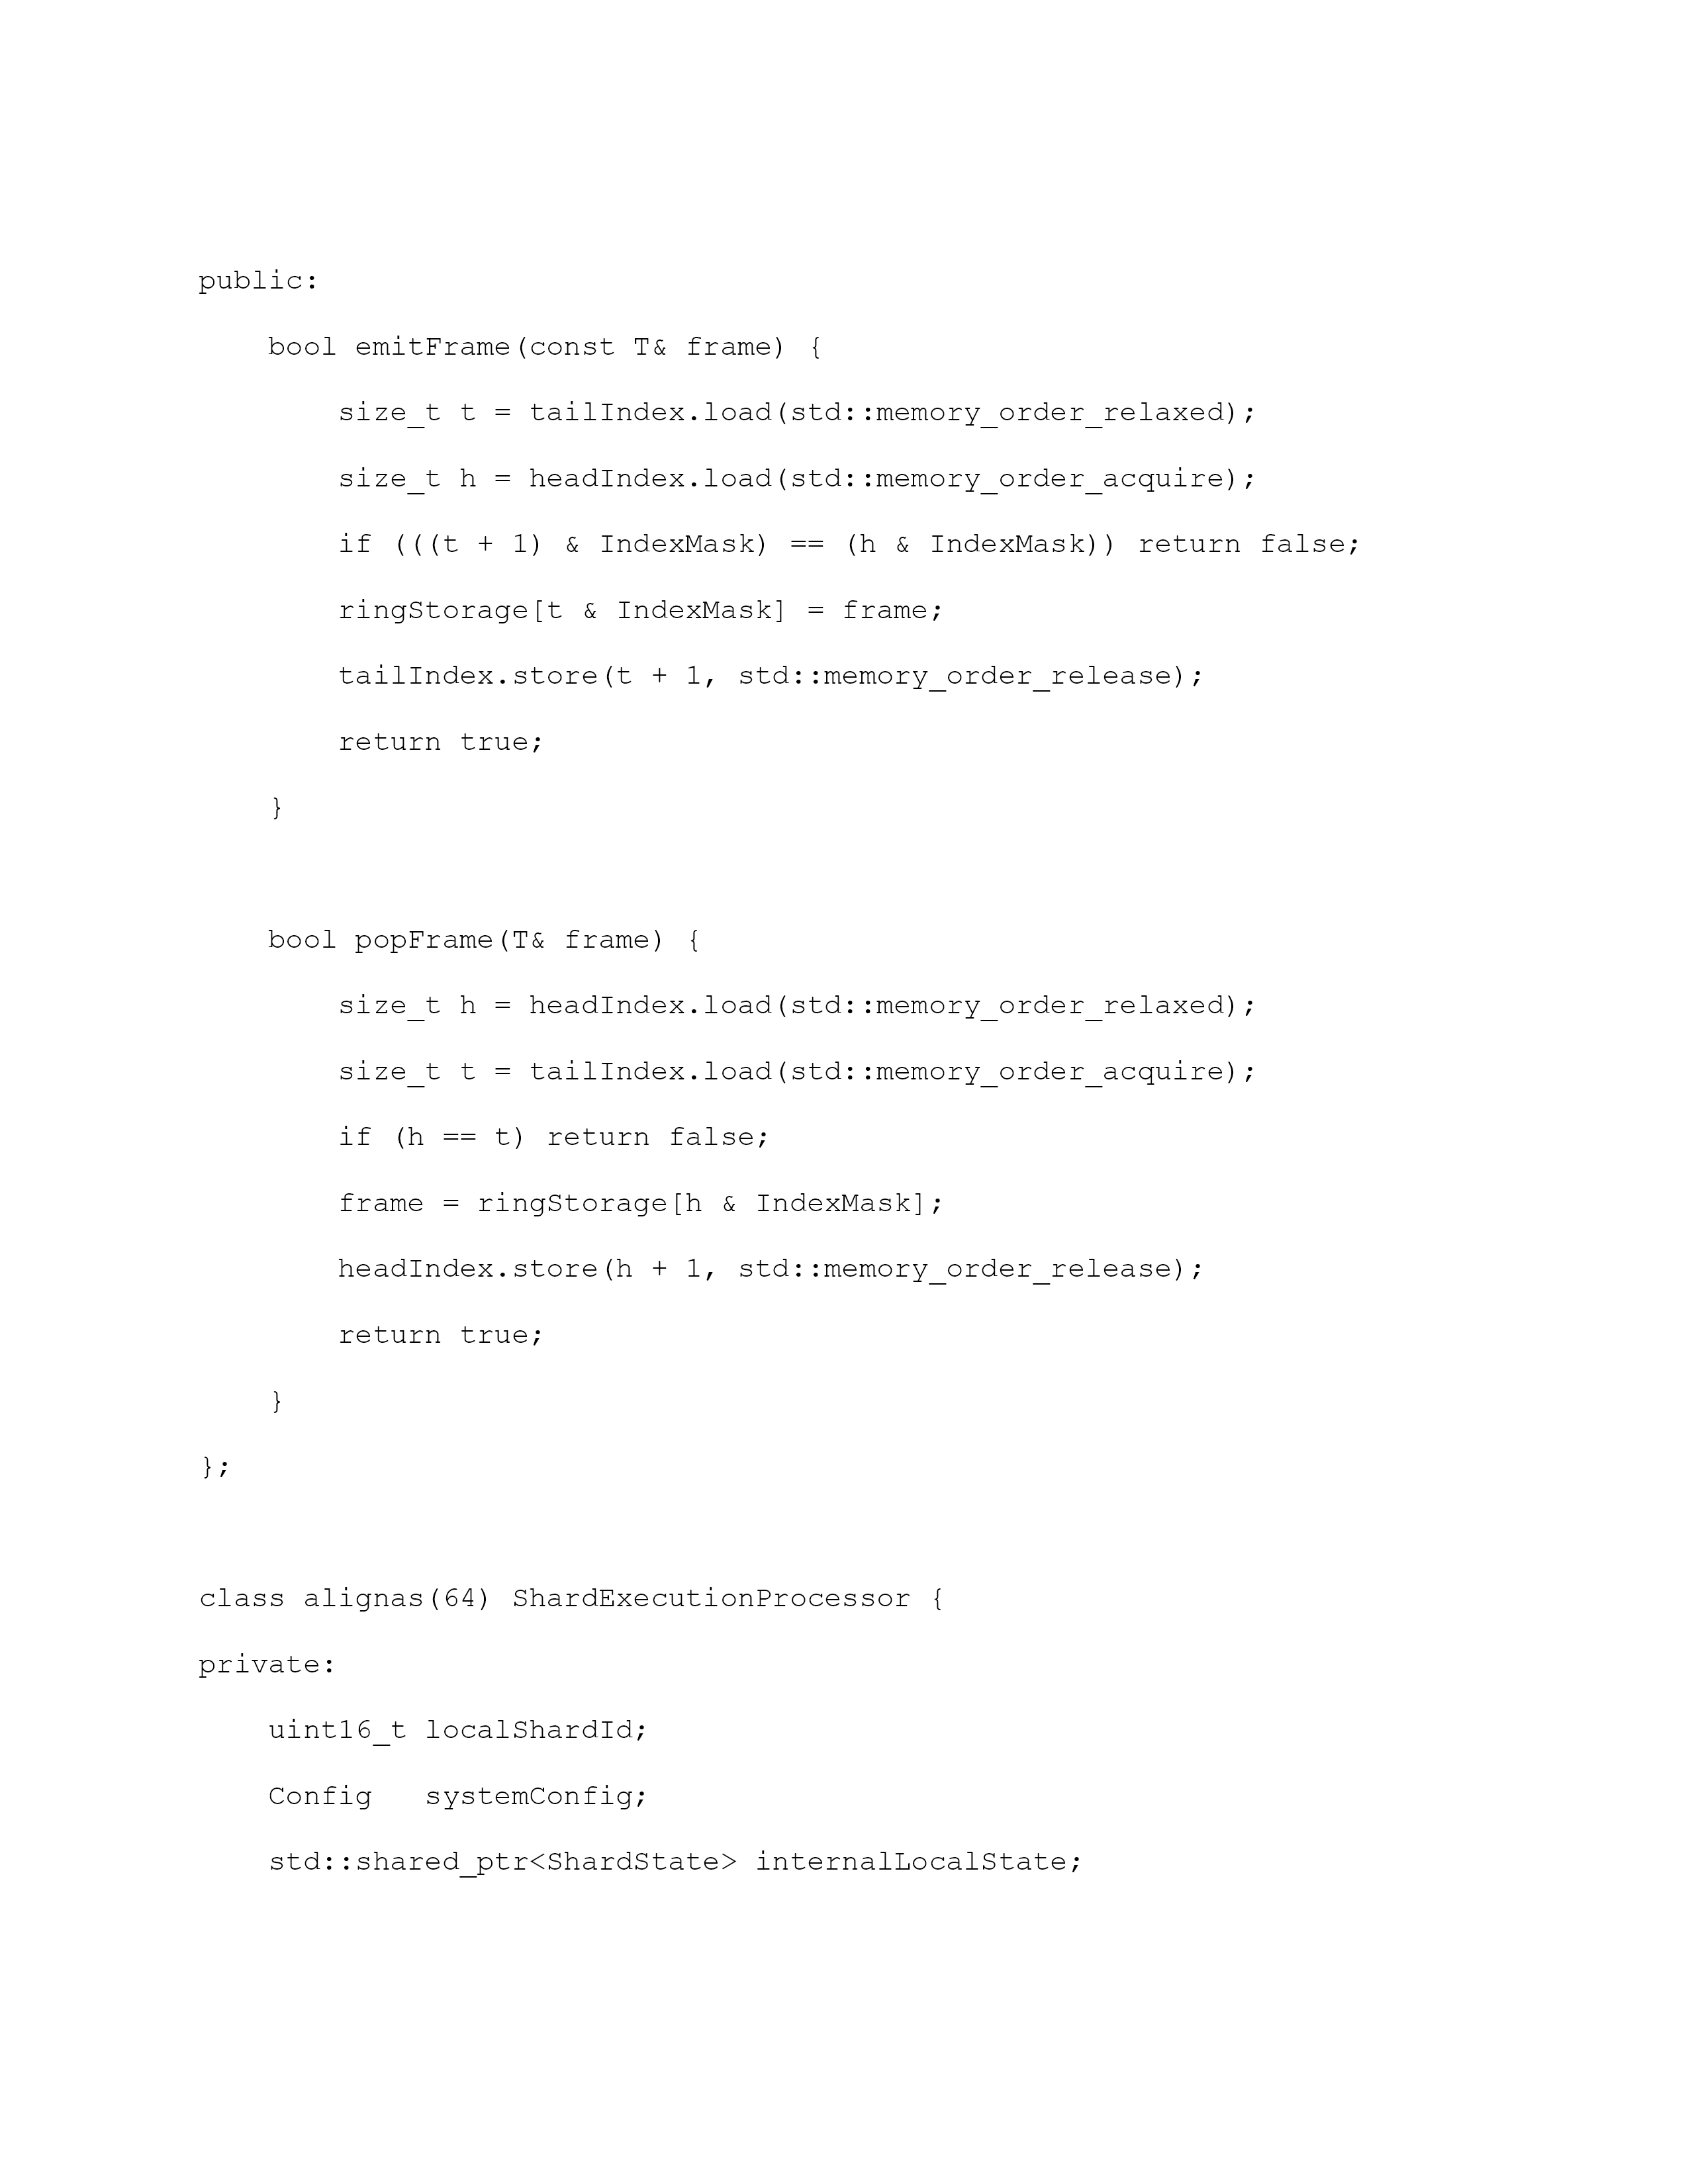 public:
    bool emitFrame(const T& frame) {
        size_t t = tailIndex.load(std::memory_order_relaxed);
        size_t h = headIndex.load(std::memory_order_acquire);
        if (((t + 1) & IndexMask) == (h & IndexMask)) return false;
        ringStorage[t & IndexMask] = frame;
        tailIndex.store(t + 1, std::memory_order_release);
        return true;
    }
    bool popFrame(T& frame) {
        size_t h = headIndex.load(std::memory_order_relaxed);
        size_t t = tailIndex.load(std::memory_order_acquire);
        if (h == t) return false;
        frame = ringStorage[h & IndexMask];
        headIndex.store(h + 1, std::memory_order_release);
        return true;
    }
};
class alignas(64) ShardExecutionProcessor {
private:
    uint16_t localShardId;
    Config   systemConfig;
    std::shared_ptr<ShardState> internalLocalState;